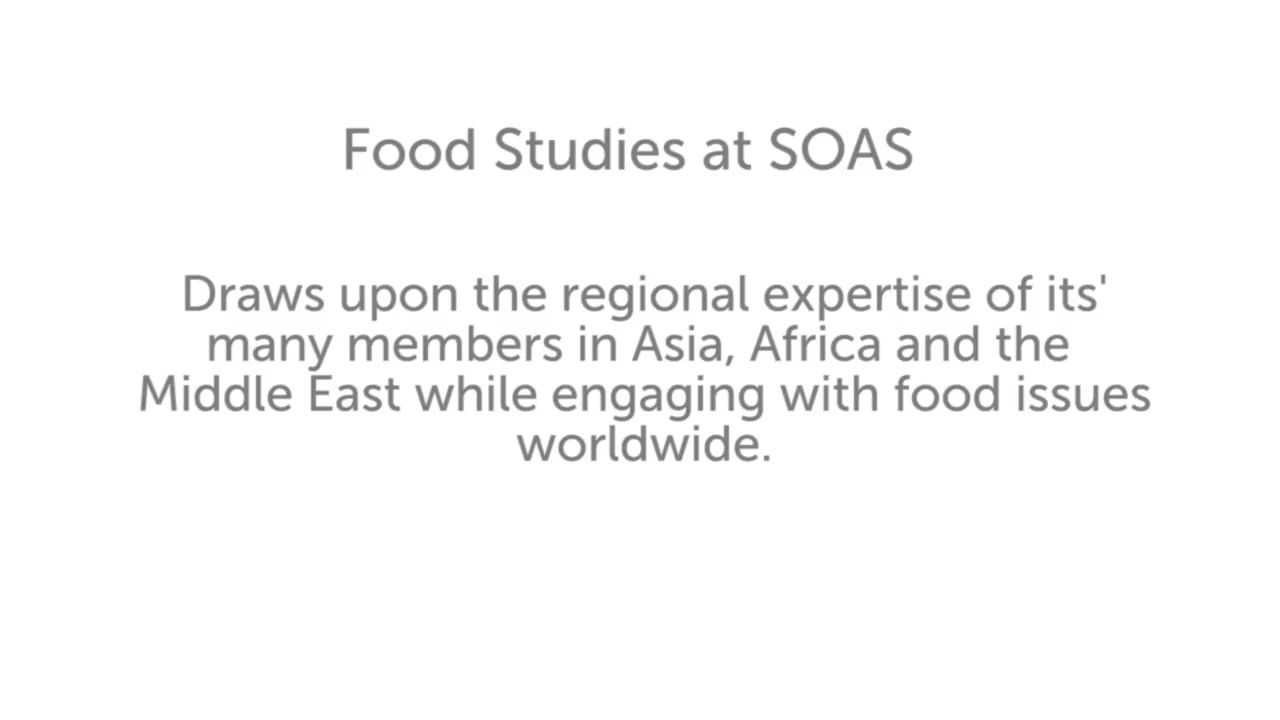 Food Studies at SOAS
Draws upon the regional expertise of its'
many members in Asia, Africa and the
Middle East while engaging with food issues
worldwide.